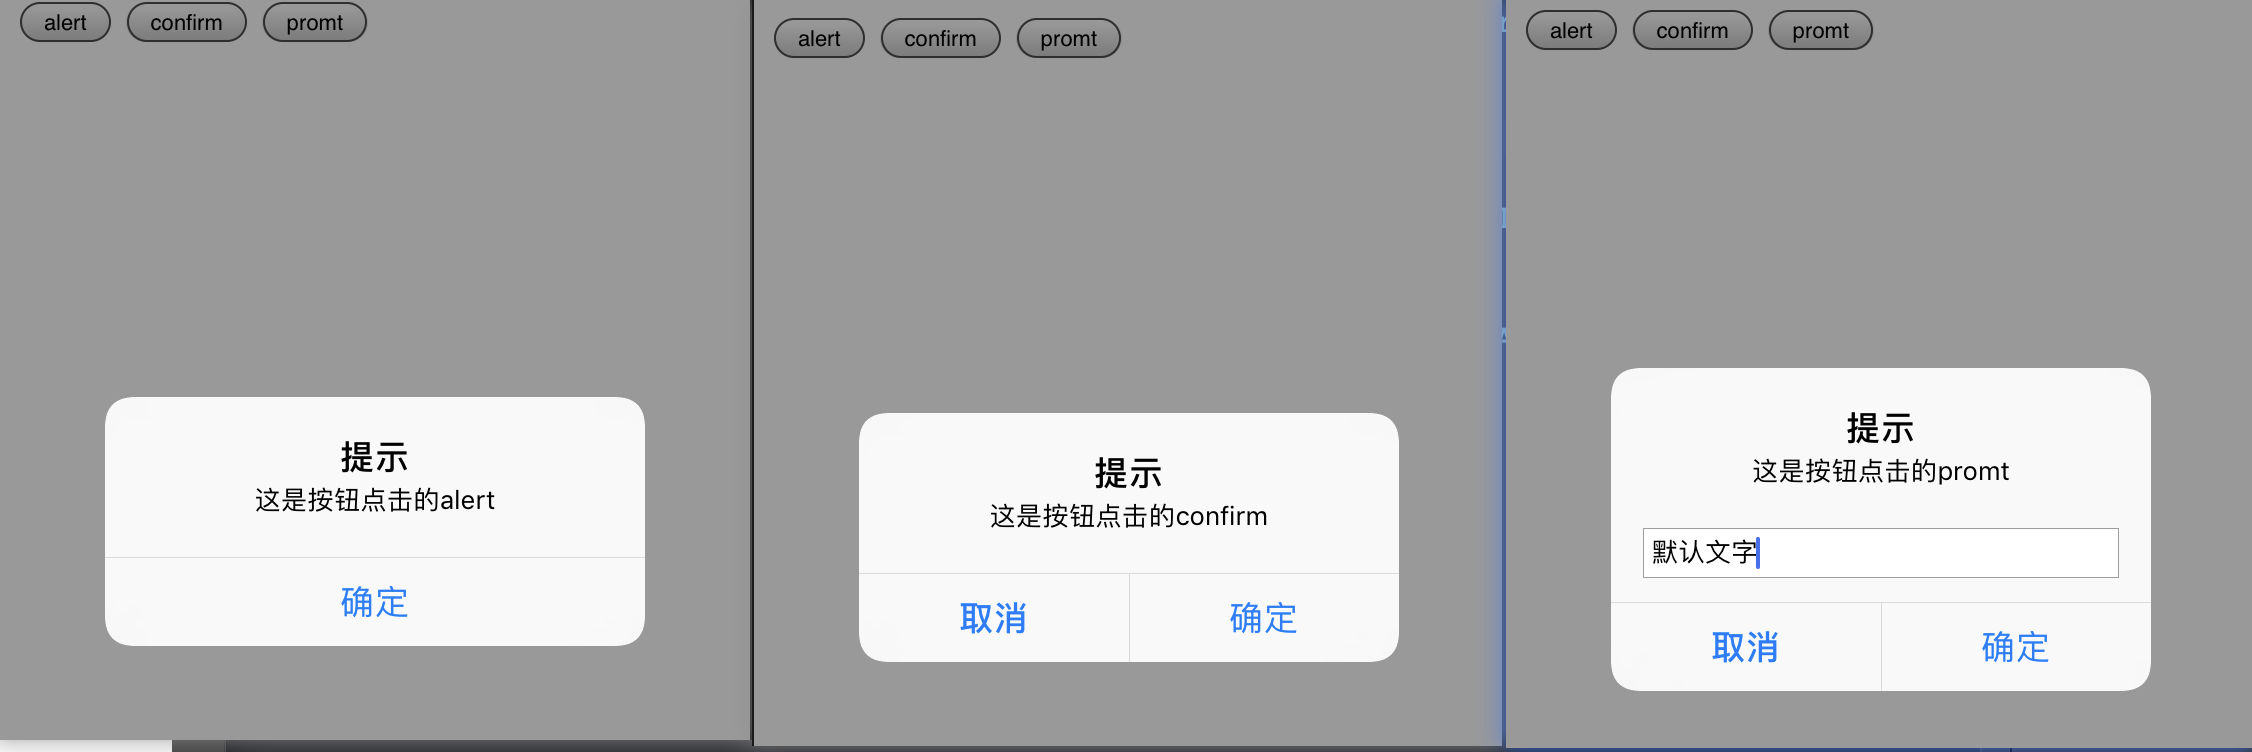 alert confirm promt
提示
这是按钮点击的alert
确定
alert confirm promt
提示
这是按钮点击的confirm
取消 确定
alert confirm promt
提示
这是按钮点击的promt
默认文字
取消 确定